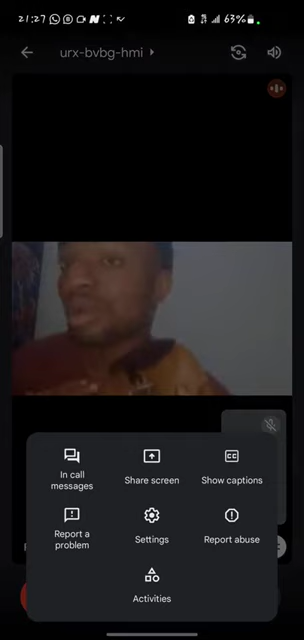 21:27
63%
urx-bvbg-hmi
In call
messages
Share screen
CC
Show captions
Report a
problem
Settings
Report abuse
Activities